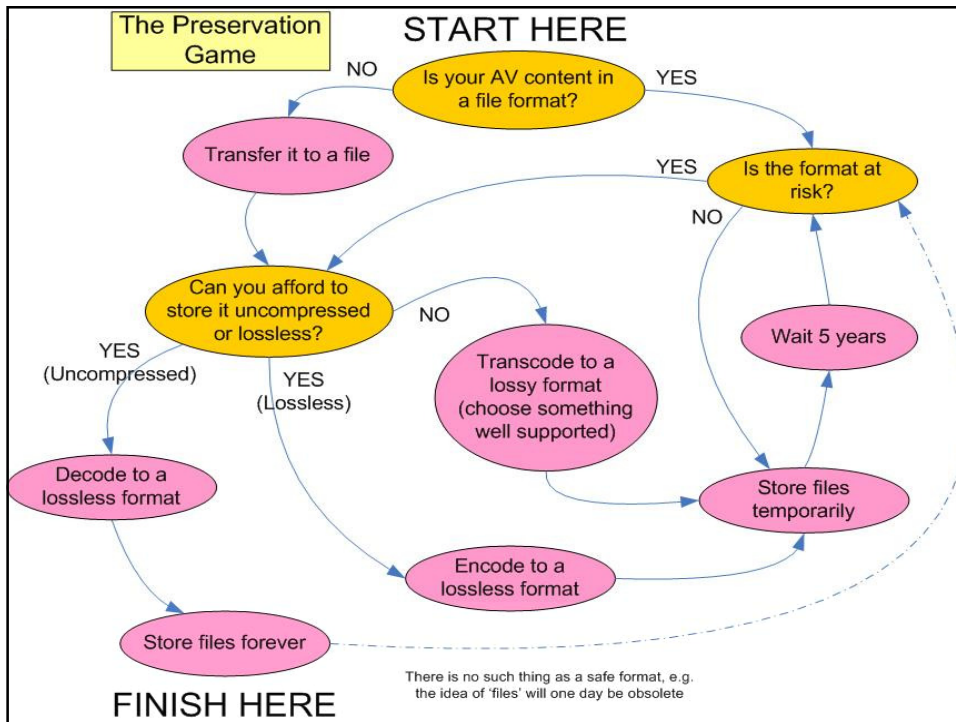 The Preservation
Game
START HERE
NO
Is your AV content in
a file format?
YES
Transfer it to a file
YES
Is the format at
risk?
NO
Can you afford to
store it uncompressed
or lossless?
NO
Wait 5 years
YES
(Uncompressed)
YES
(Lossless)
Transcode to a
lossy format
(choose something
well supported)
Decode to a
lossless format
Store files
temporarily
Encode to a
lossless format
Store files forever
There is no such thing as a safe format, e.g.
the idea of ‘files’ will one day be obsolete
FINISH HERE